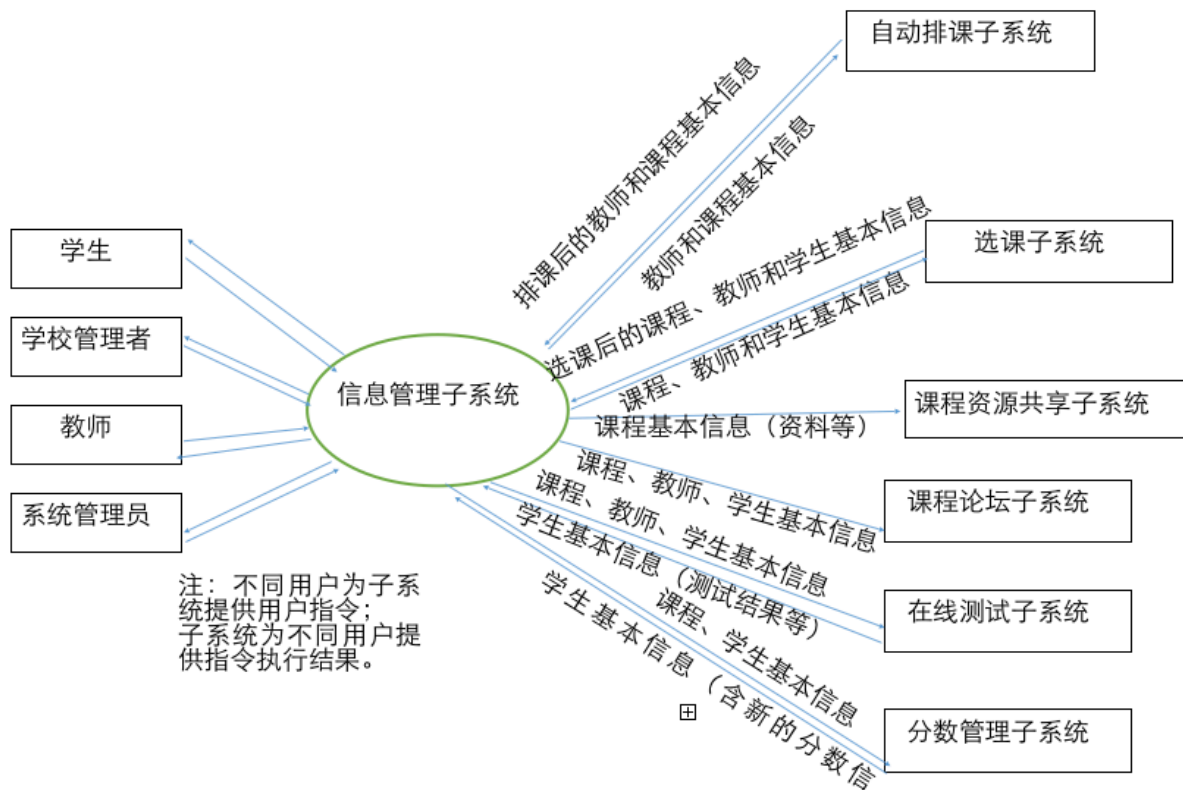 自动排课子系统
排课后的教师和课程基本信息
教师和课程基本信息
学生
选课子系统
选课后的课程、教师和学生基本信息
课程、教师和学生基本信息
学校管理者
信息管理子系统
课程资源共享子系统
课程基本信息（资料等）
教师
课程论坛子系统
课程、教师、学生基本信息
课程、教师、学生基本信息
系统管理员
学生基本信息（测试结果等）
在线测试子系统
注：不同用户为子系
统提供用户指令；
子系统为不同用户提
供指令执行结果。
课程、学生基本信息
学生基本信息（含新的分数信
分数管理子系统